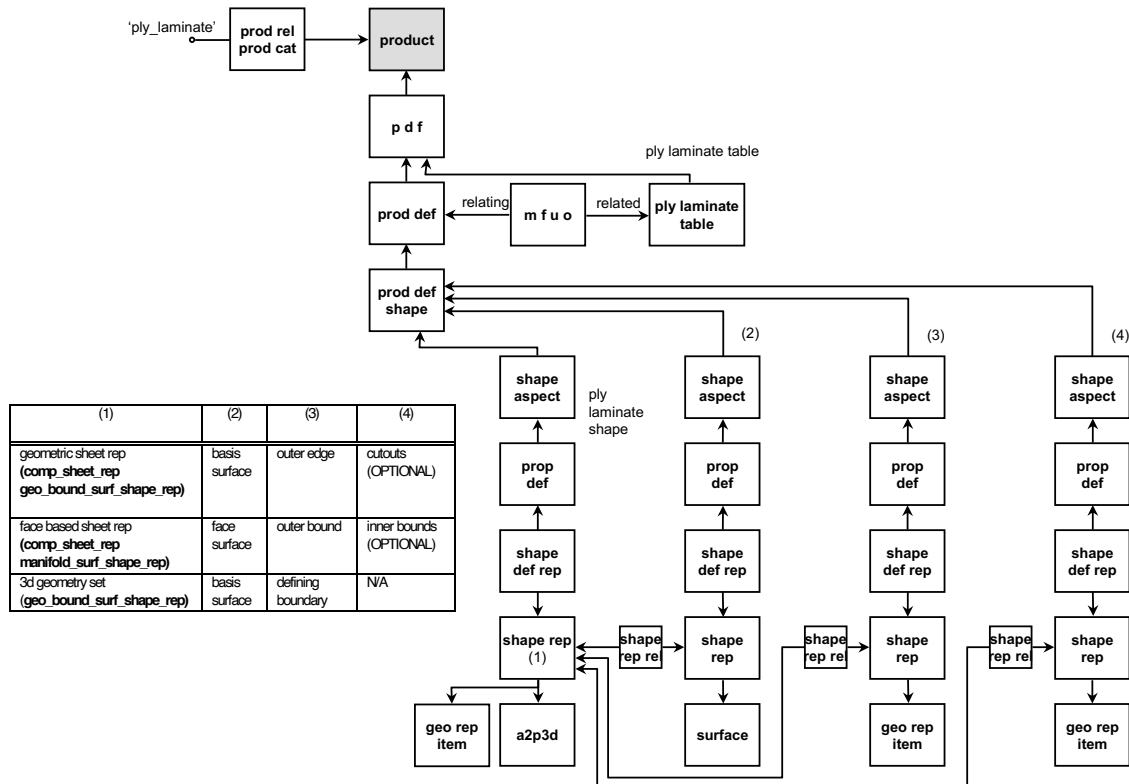 ‘ply_laminate’
prod rel
prod cat
product
p d f
ply laminate table
prod def
relating
m f u o
related
ply laminate
table
prod def
shape
(2)
(3)
(4)
shape
aspect
ply
laminate
shape
shape
aspect
shape
aspect
shape
aspect
(1)
(2)
(3)
(4)
geometric sheet rep
(comp_sheet_rep
geo_bound_surf_shape_rep)
basis
surface
outer edge
cutouts
(OPTIONAL)
face based sheet rep
(comp_sheet_rep
manifold_surf_shape_rep)
face
surface
outer bound
inner bounds
(OPTIONAL)
3d geometry set
(geo_bound_surf_shape_rep)
basis
surface
defining
boundary
N/A
prop
def
prop
def
prop
def
prop
def
shape
def rep
shape
def rep
shape
def rep
shape
def rep
shape rep
(1)
shape
rep rel
shape
rep
shape
rep rel
shape
rep
shape
rep rel
shape
rep
geo rep
item
a2p3d
surface
geo rep
item
geo rep
item